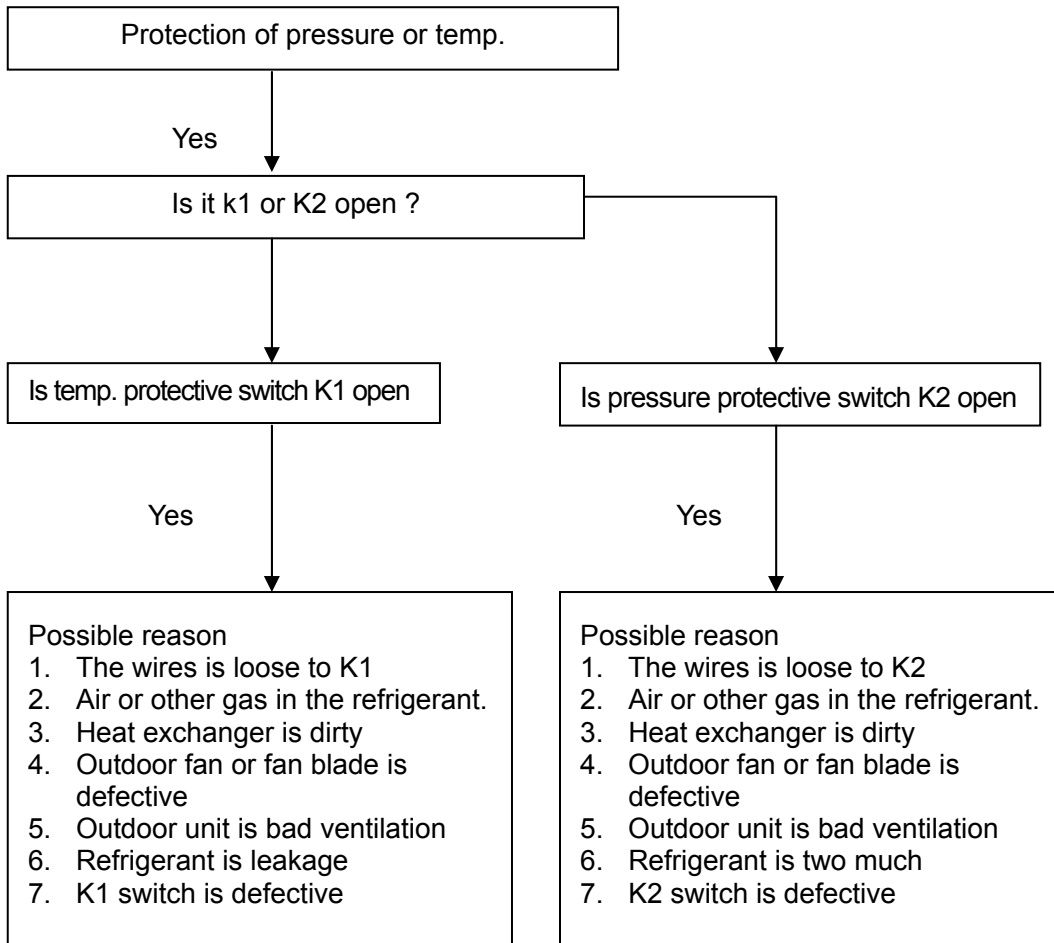 Protection of pressure or temp.
Yes
Is it k1 or K2 open ?
Is temp. protective switch K1 open
Is pressure protective switch K2 open
Yes
Yes
Possible reason
1. The wires is loose to K1
2. Air or other gas in the refrigerant.
3. Heat exchanger is dirty
4. Outdoor fan or fan blade is
defective
5. Outdoor unit is bad ventilation
6. Refrigerant is leakage
7. K1 switch is defective
Possible reason
1. The wires is loose to K2
2. Air or other gas in the refrigerant.
3. Heat exchanger is dirty
4. Outdoor fan or fan blade is
defective
5. Outdoor unit is bad ventilation
6. Refrigerant is two much
7. K2 switch is defective